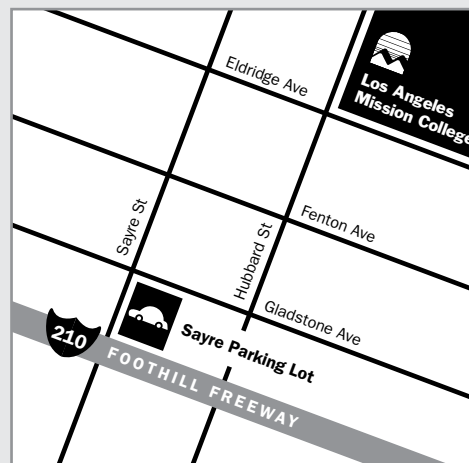 Eldridge Ave
Los Angeles
Mission College
Sayre St
Hubbard St
Fenton Ave
Gladstone Ave
Sayre Parking Lot
210
FOOTHILL FREEWAY